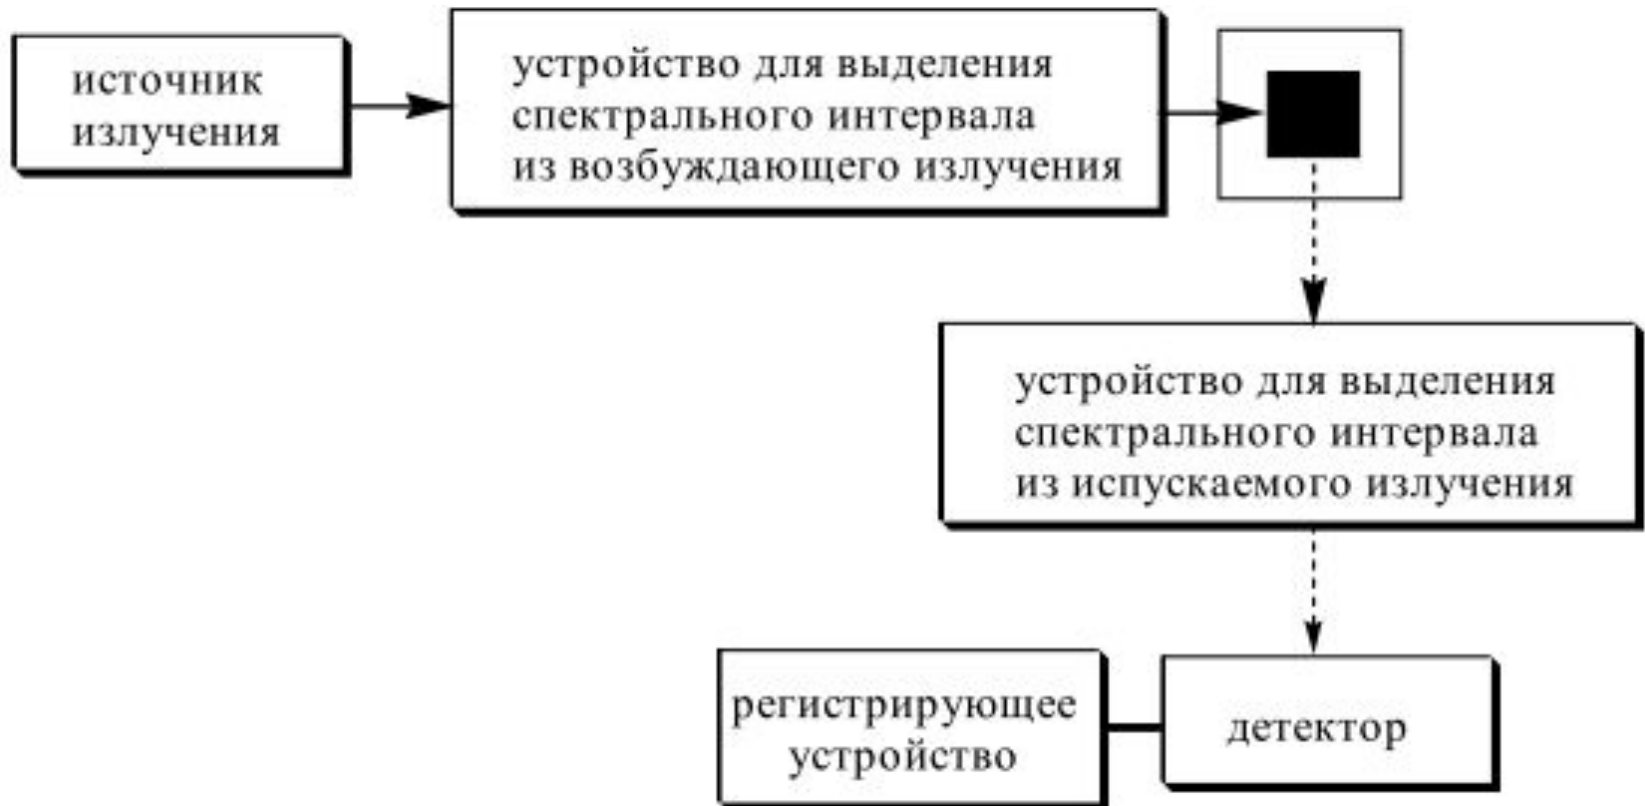 источник
излучения
устройство для выделения
спектрального интервала
из возбуждающего излучения
устройство для выделения
спектрального интервала
из испускаемого излучения
регистрирующее
устройство
детектор